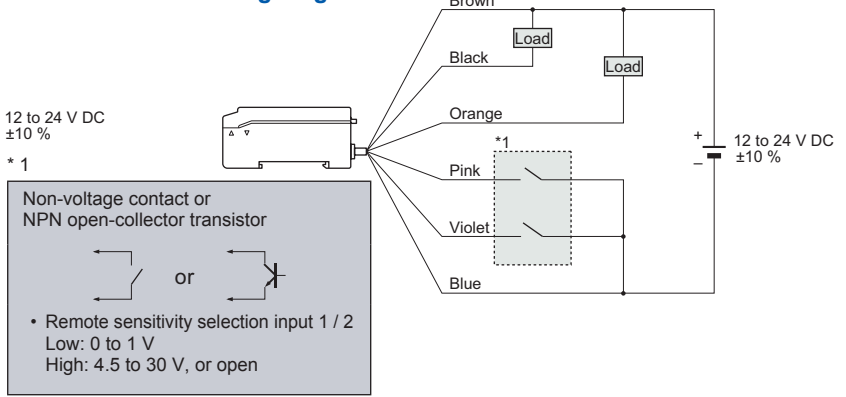 Brown
Load
Black
Load
Orange
12 to 24 V DC
±10 %
* 1
*1
+
12 to 24 V DC
±10 %
–
Pink
Non-voltage contact or
NPN open-collector transistor
Violet
or
Blue
• Remote sensitivity selection input 1 / 2
Low: 0 to 1 V
High: 4.5 to 30 V, or open